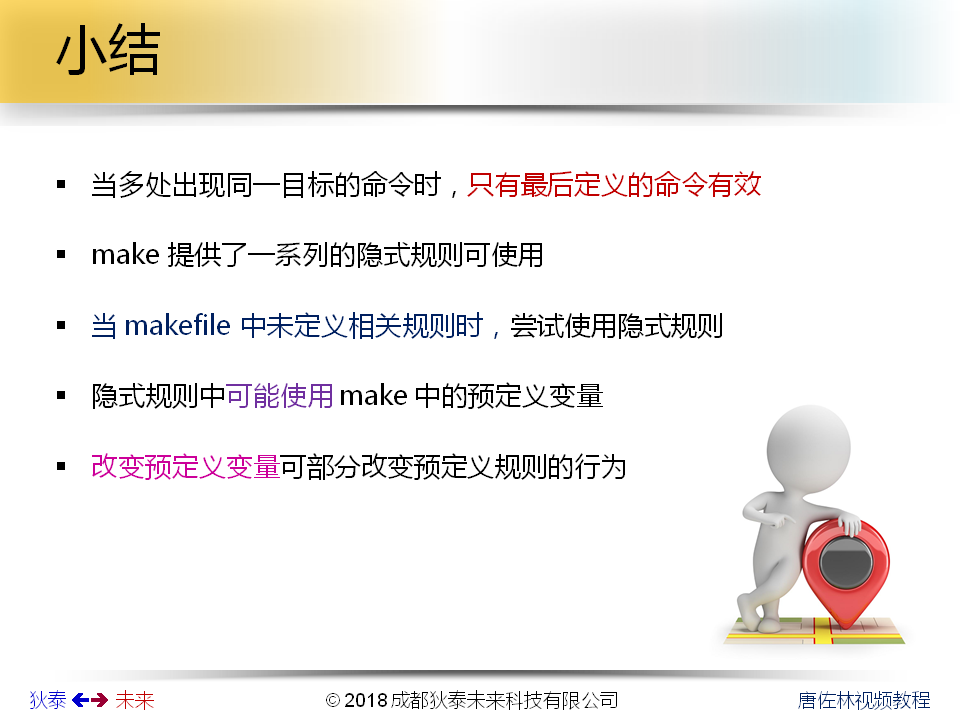 小结
当多处出现同一目标的命令时，只有最后定义的命令有效
make 提供了一系列的隐式规则可使用
当 makefile 中未定义相关规则时，尝试使用隐式规则
隐式规则中可能使用 make 中的预定义变量
改变预定义变量可部分改变预定义规则的行为
狄泰 未来
© 2018 成都狄泰未来科技有限公司
唐佐林视频教程